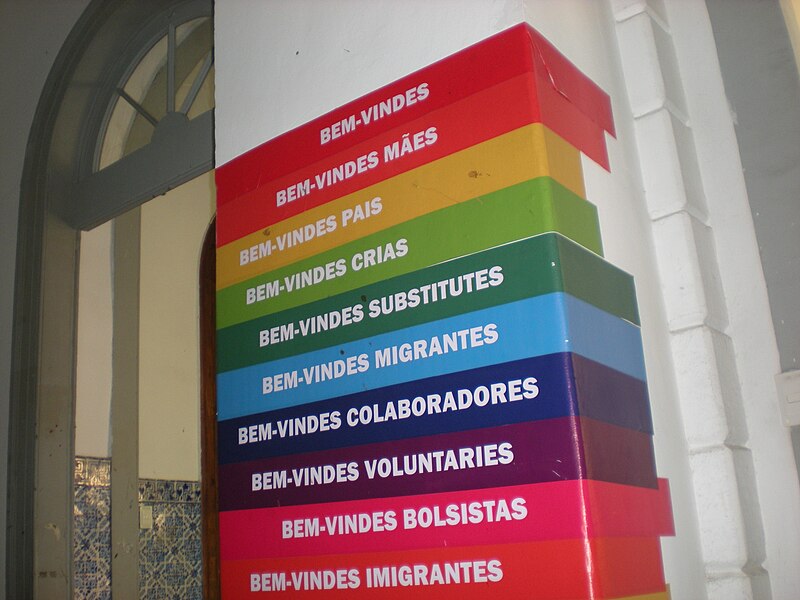 BEM-VINDES
BEM-VINDES MÃES
BEM-VINDES PAIS
BEM-VINDES CRIAS
BEM-VINDES SUBSTITUTES
BEM-VINDES MIGRANTES
BEM-VINDES COLABORADORES
BEM-VINDES VOLUNTARIES
BEM-VINDES BOLSISTAS
BEM-VINDES IMIGRANTES